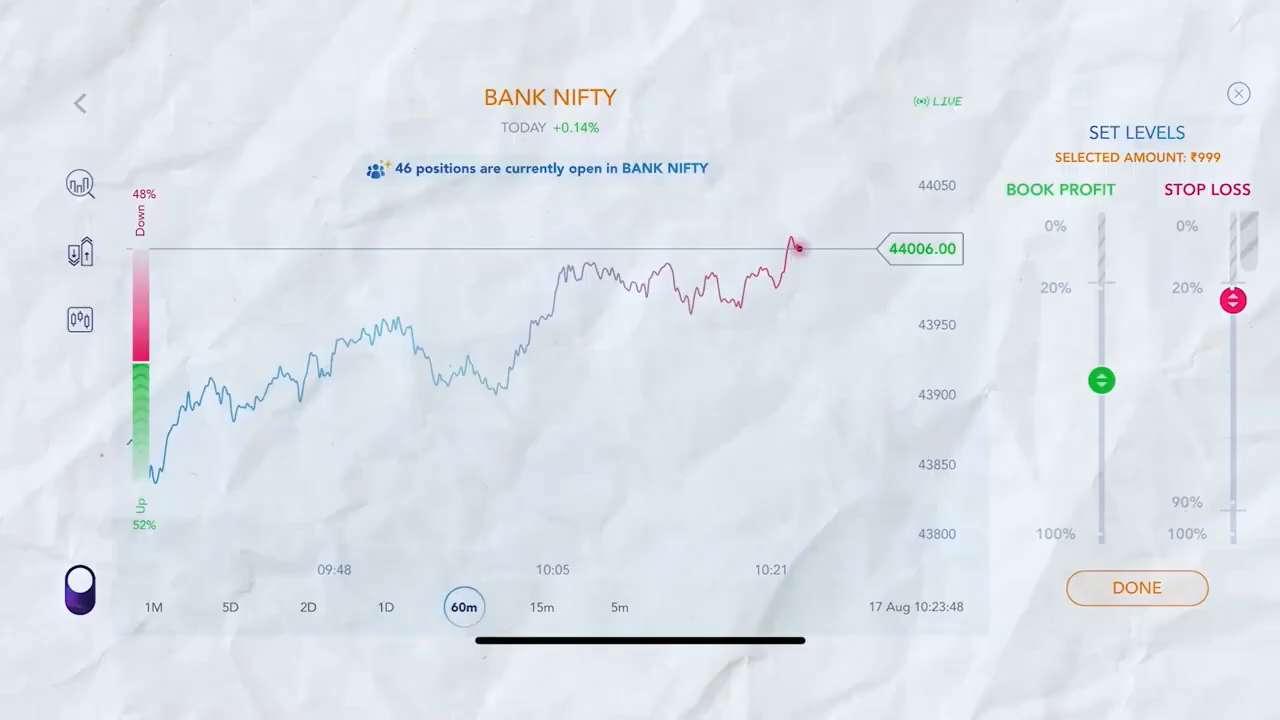 BANK NIFTY
TODAY +0.14%
LIVE
46 positions are currently open in BANK NIFTY
48%
Down
Up
52%
44050
44006.00
43950
43900
43850
43800
09:48
10:05
10:21
1M
5D
2D
1D
60m
15m
5m
17 Aug 10:23:48
SET LEVELS
SELECTED AMOUNT: ₹999
BOOK PROFIT
STOP LOSS
0%
0%
20%
20%
90%
100%
100%
DONE